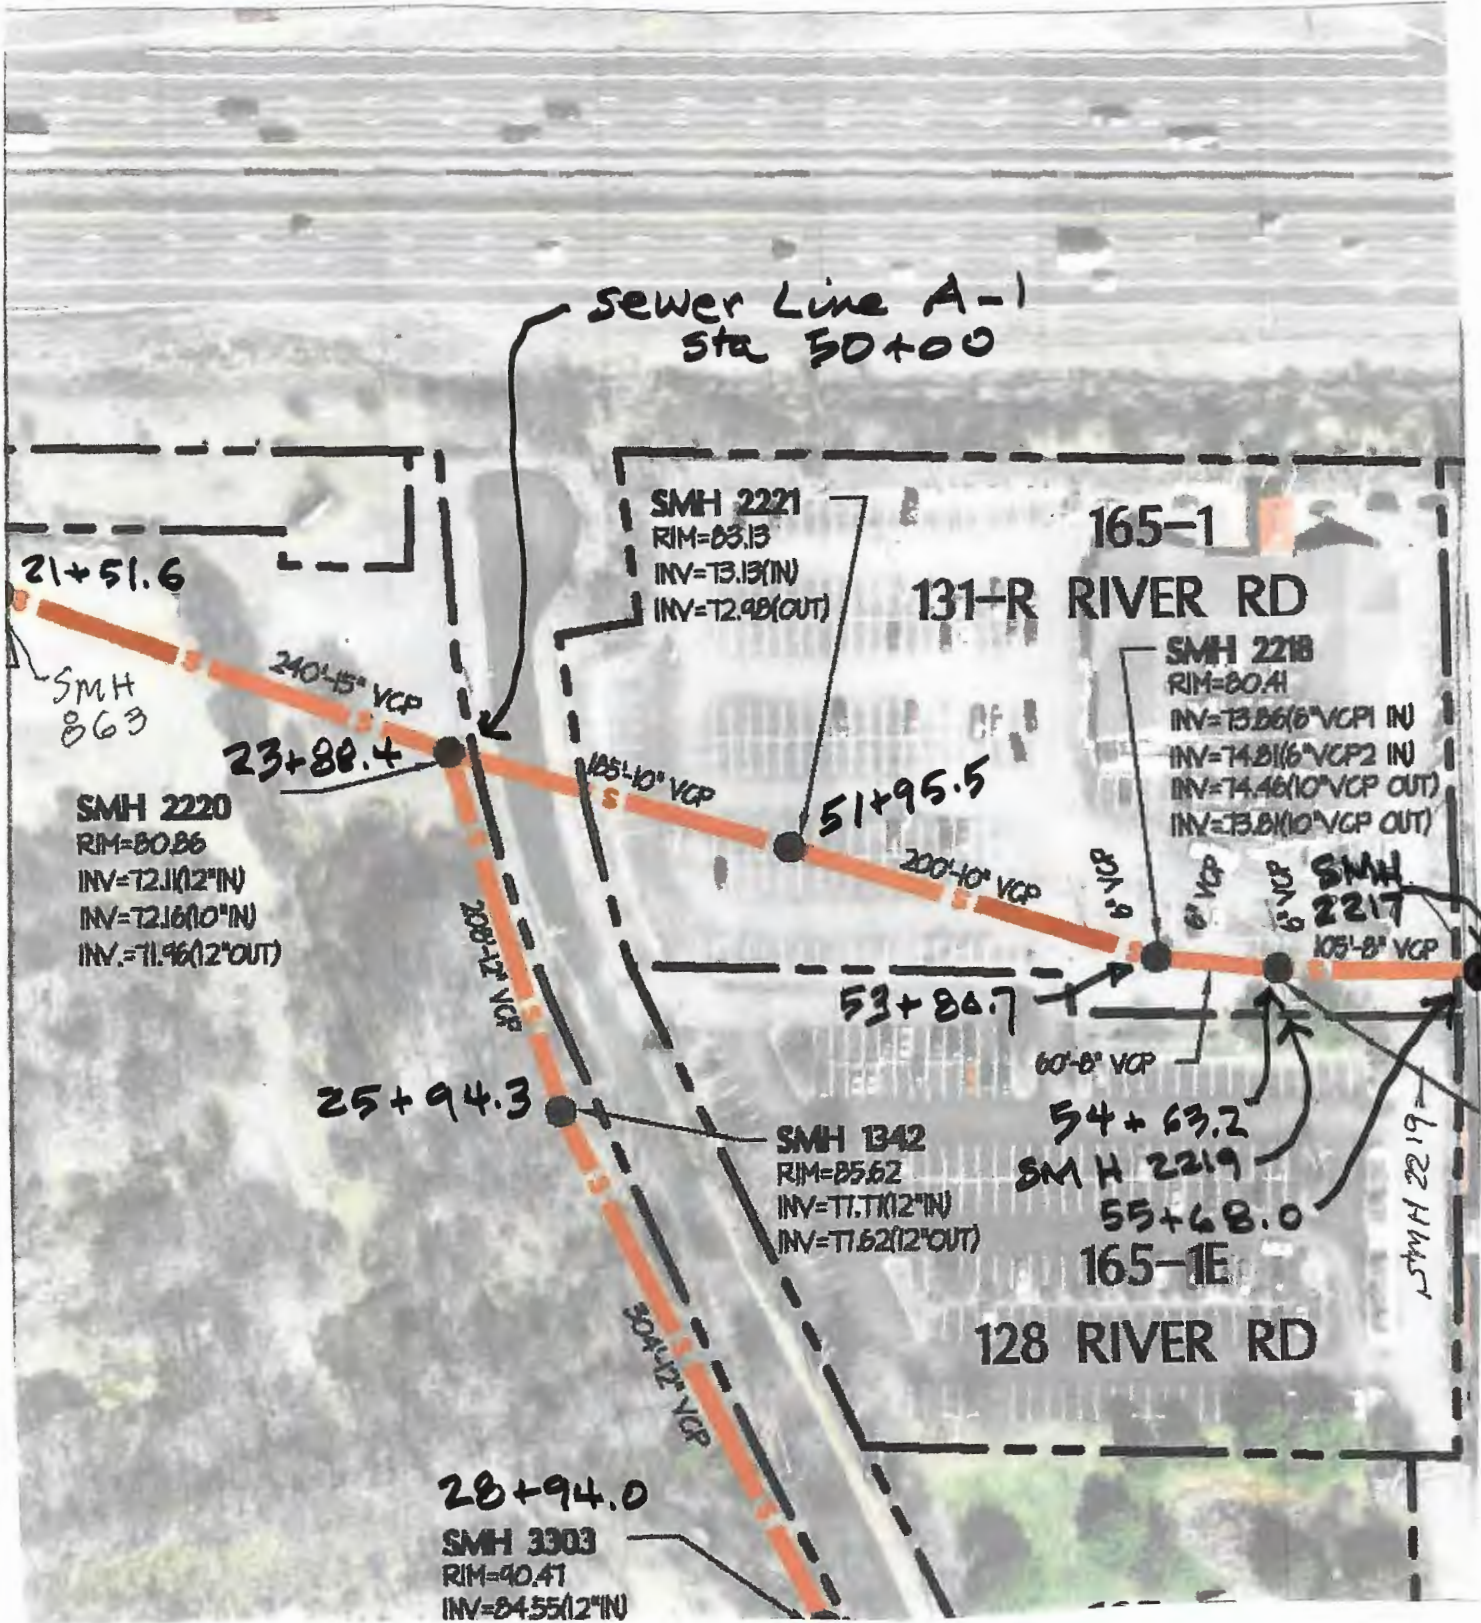 sewer Line A-1
sta 50+00
SMH 2221
RIM=83.13
INV=73.13(IN)
INV=72.98(OUT)
165-1
131-R RIVER RD
21+51.6
SMH
863
240'-15" VCP
23+88.4
SMH 2220
RIM=80.86
INV=72.11(12"IN)
INV=72.16(10"IN)
INV.=71.96(12"OUT)
185'-10" VCP
51+95.5
200'-10" VCP
SMH 2218
RIM=80.41
INV=73.86(6"VCP1 IN)
INV=74.81(6"VCP2 IN)
INV=74.46(10"VCP OUT)
INV=73.81(10"VCP OUT)
6" VCP
6" VCP
6" VCP
SMH
2217
105'-8" VCP
208'-12" VCP
60'-8" VCP
25+94.3
54+63.2
SMH 2219
55+68.0
SMH 2219
SMH 1342
RIM=85.62
INV=77.77(12"IN)
INV=77.62(12"OUT)
165-1E
128 RIVER RD
304'-12" VCP
28+94.0
SMH 3303
RIM=90.47
INV=84.55(12"IN)